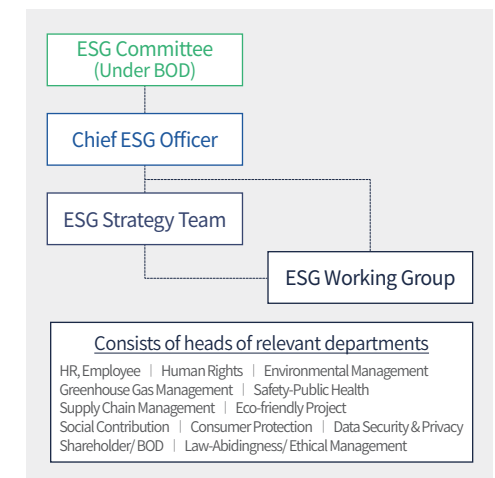 ESG Committee
(Under BOD)
Chief ESG Officer
ESG Strategy Team
ESG Working Group
Consists of heads of relevant departments
HR, Employee | Human Rights | Environmental Management
Greenhouse Gas Management | Safety-Public Health
Supply Chain Management | Eco-friendly Project
Social Contribution | Consumer Protection | Data Security & Privacy
Shareholder/ BOD | Law-Abidingness/ Ethical Management